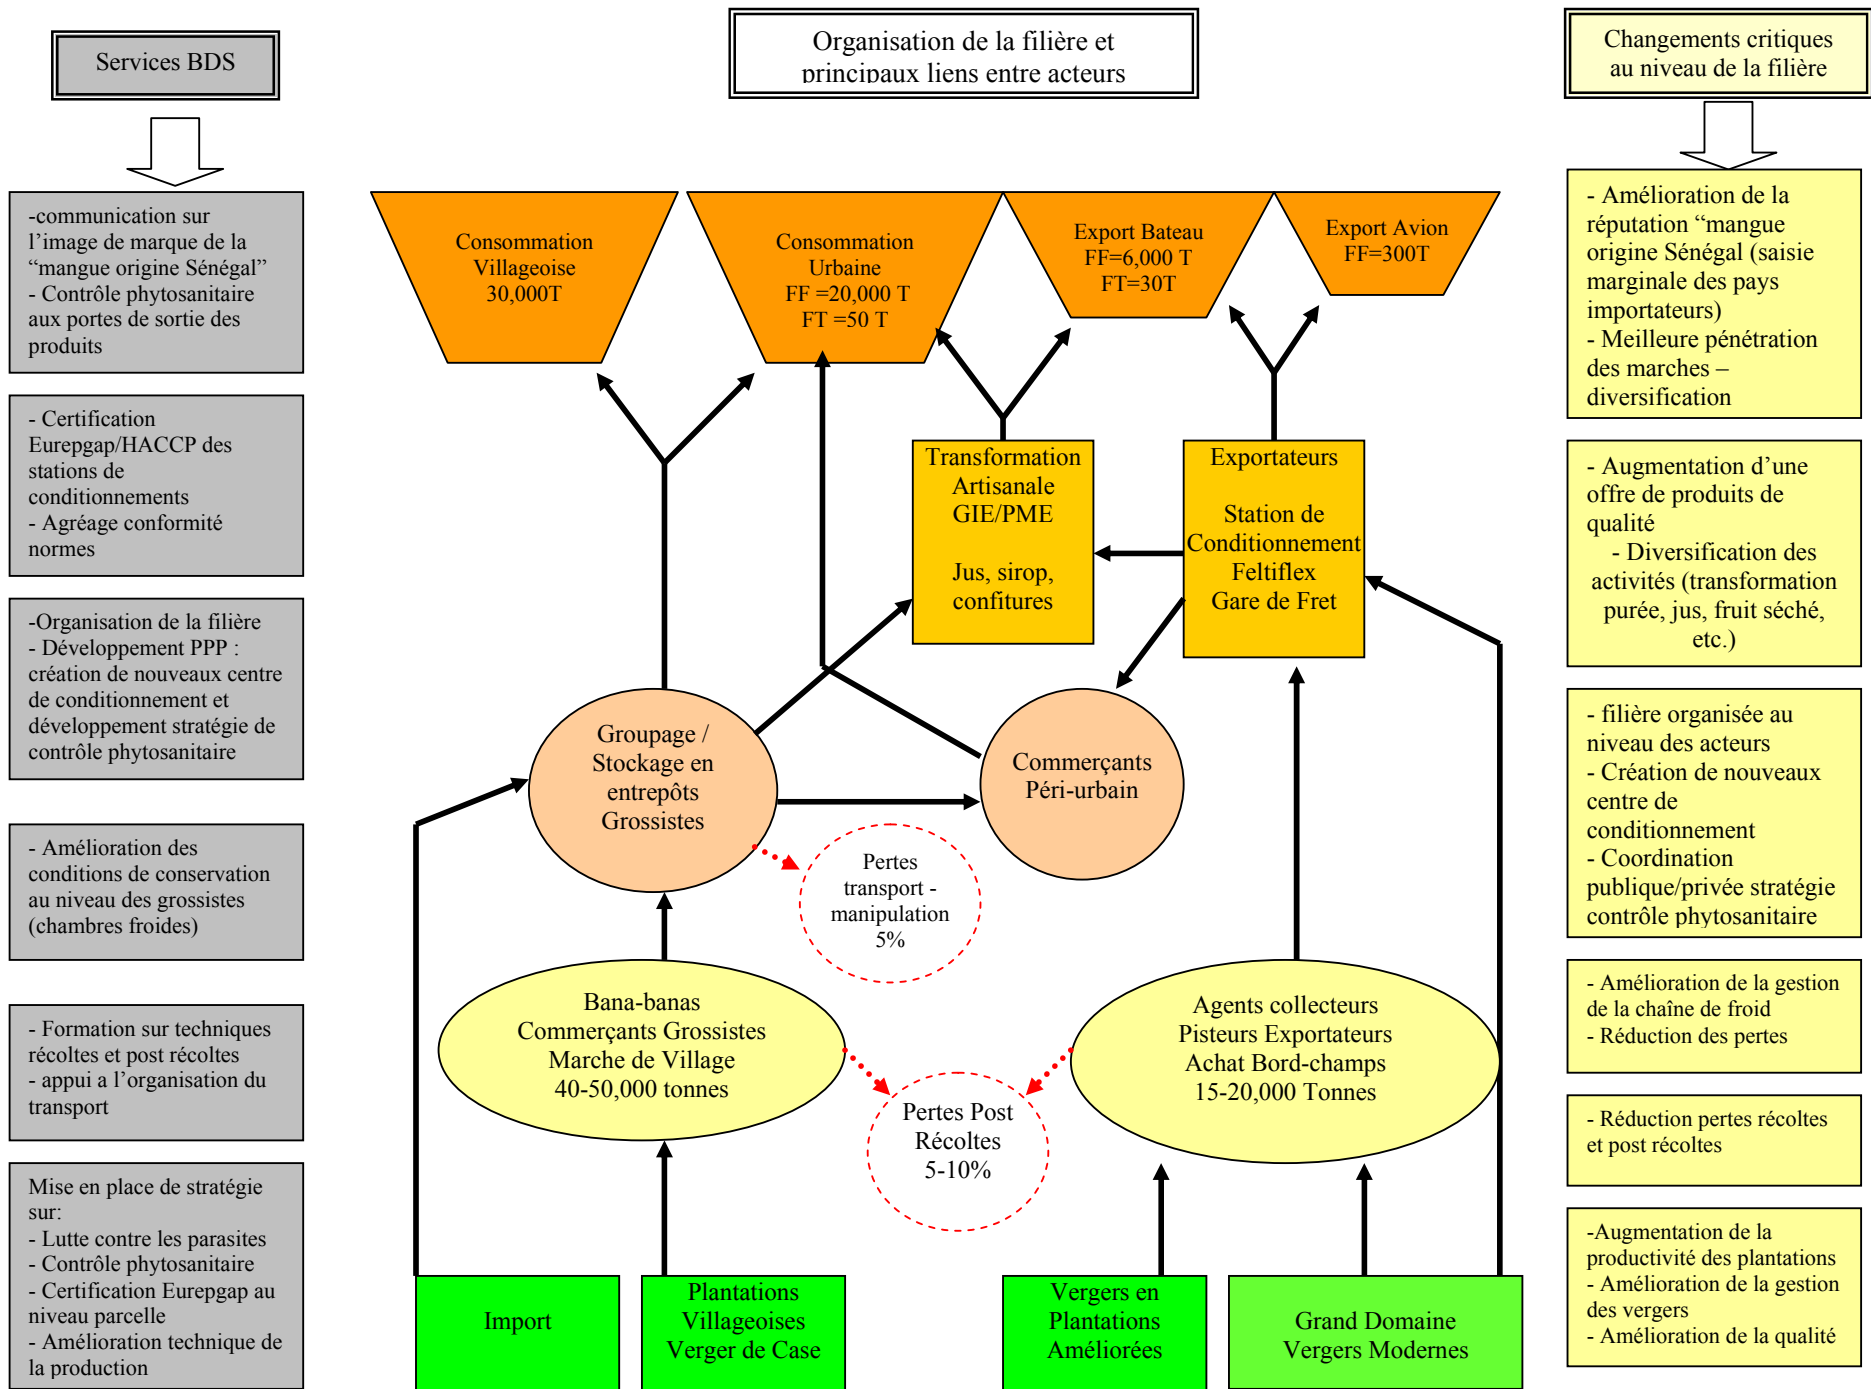 Services BDS
Organisation de la filière et
principaux liens entre acteurs
Changements critiques
au niveau de la filière
-communication sur
l’image de marque de la
“mangue origine Sénégal”
- Contrôle phytosanitaire
aux portes de sortie des
produits
- Certification
Eurepgap/HACCP des
stations de
conditionnements
- Agréage conformité
normes
-Organisation de la filière
- Développement PPP :
création de nouveaux centre
de conditionnement et
développement stratégie de
contrôle phytosanitaire
- Amélioration des
conditions de conservation
au niveau des grossistes
(chambres froides)
- Formation sur techniques
récoltes et post récoltes
- appui a l’organisation du
transport
Mise en place de stratégie
sur:
- Lutte contre les parasites
- Contrôle phytosanitaire
- Certification Eurepgap au
niveau parcelle
- Amélioration technique de
la production
Consommation
Villageoise
30,000T
Consommation
Urbaine
FF =20,000 T
FT =50 T
Export Bateau
FF=6,000 T
FT=30T
Export Avion
FF=300T
Transformation
Artisanale
GIE/PME
Jus, sirop,
confitures
Exportateurs
Station de
Conditionnement
Feltiflex
Gare de Fret
Groupage /
Stockage en
entrepôts
Grossistes
Commerçants
Péri-urbain
Pertes
transport -
manipulation
5%
Bana-banas
Commerçants Grossistes
Marche de Village
40-50,000 tonnes
Agents collecteurs
Pisteurs Exportateurs
Achat Bord-champs
15-20,000 Tonnes
Pertes Post
Récoltes
5-10%
Import
Plantations
Villageoises
Verger de Case
Vergers en
Plantations
Améliorées
Grand Domaine
Vergers Modernes
- Amélioration de la
réputation “mangue
origine Sénégal (saisie
marginale des pays
importateurs)
- Meilleure pénétration
des marches –
diversification
- Augmentation d’une
offre de produits de
qualité
- Diversification des
activités (transformation
purée, jus, fruit séché,
etc.)
- filière organisée au
niveau des acteurs
- Création de nouveaux
centre de
conditionnement
- Coordination
publique/privée stratégie
contrôle phytosanitaire
- Amélioration de la gestion
de la chaîne de froid
- Réduction des pertes
- Réduction pertes récoltes
et post récoltes
-Augmentation de la
productivité des plantations
- Amélioration de la gestion
des vergers
- Amélioration de la qualité